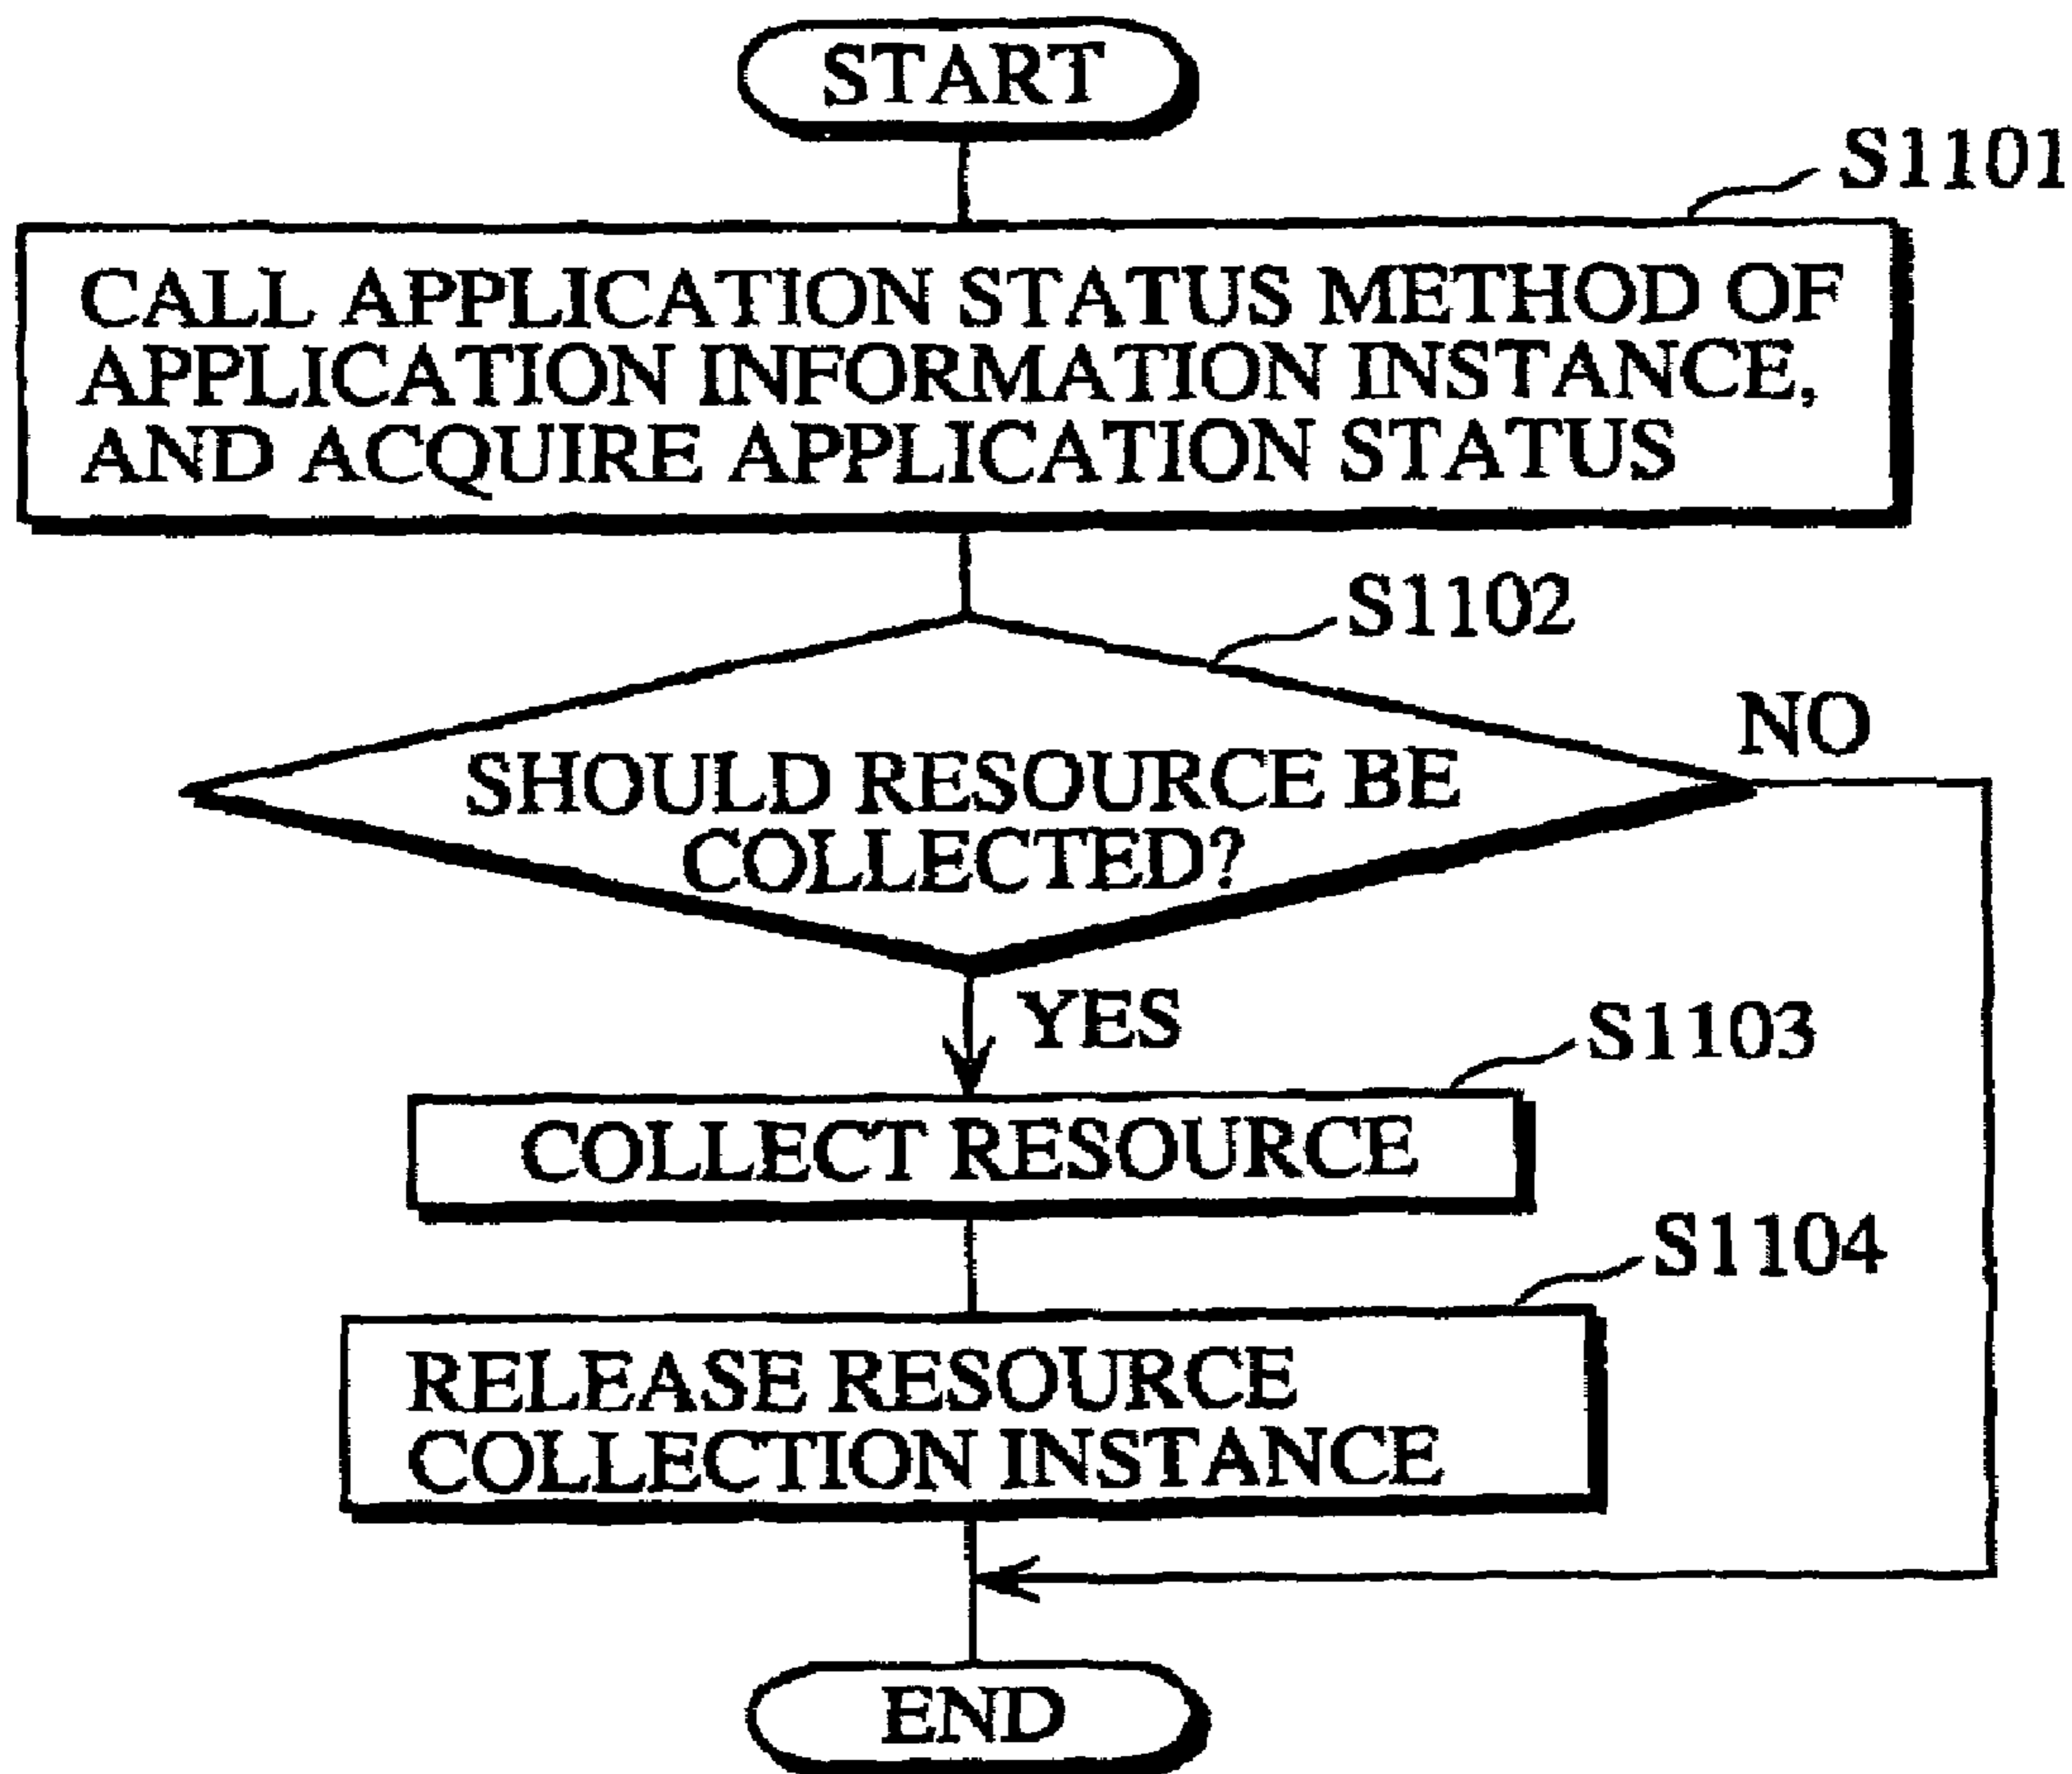 START
S1101
CALL APPLICATION STATUS METHOD OF
APPLICATION INFORMATION INSTANCE,
AND ACQUIRE APPLICATION STATUS
S1102
NO
SHOULD RESOURCE BE
COLLECTED?
YES
S1103
COLLECT RESOURCE
S1104
RELEASE RESOURCE
COLLECTION INSTANCE
END